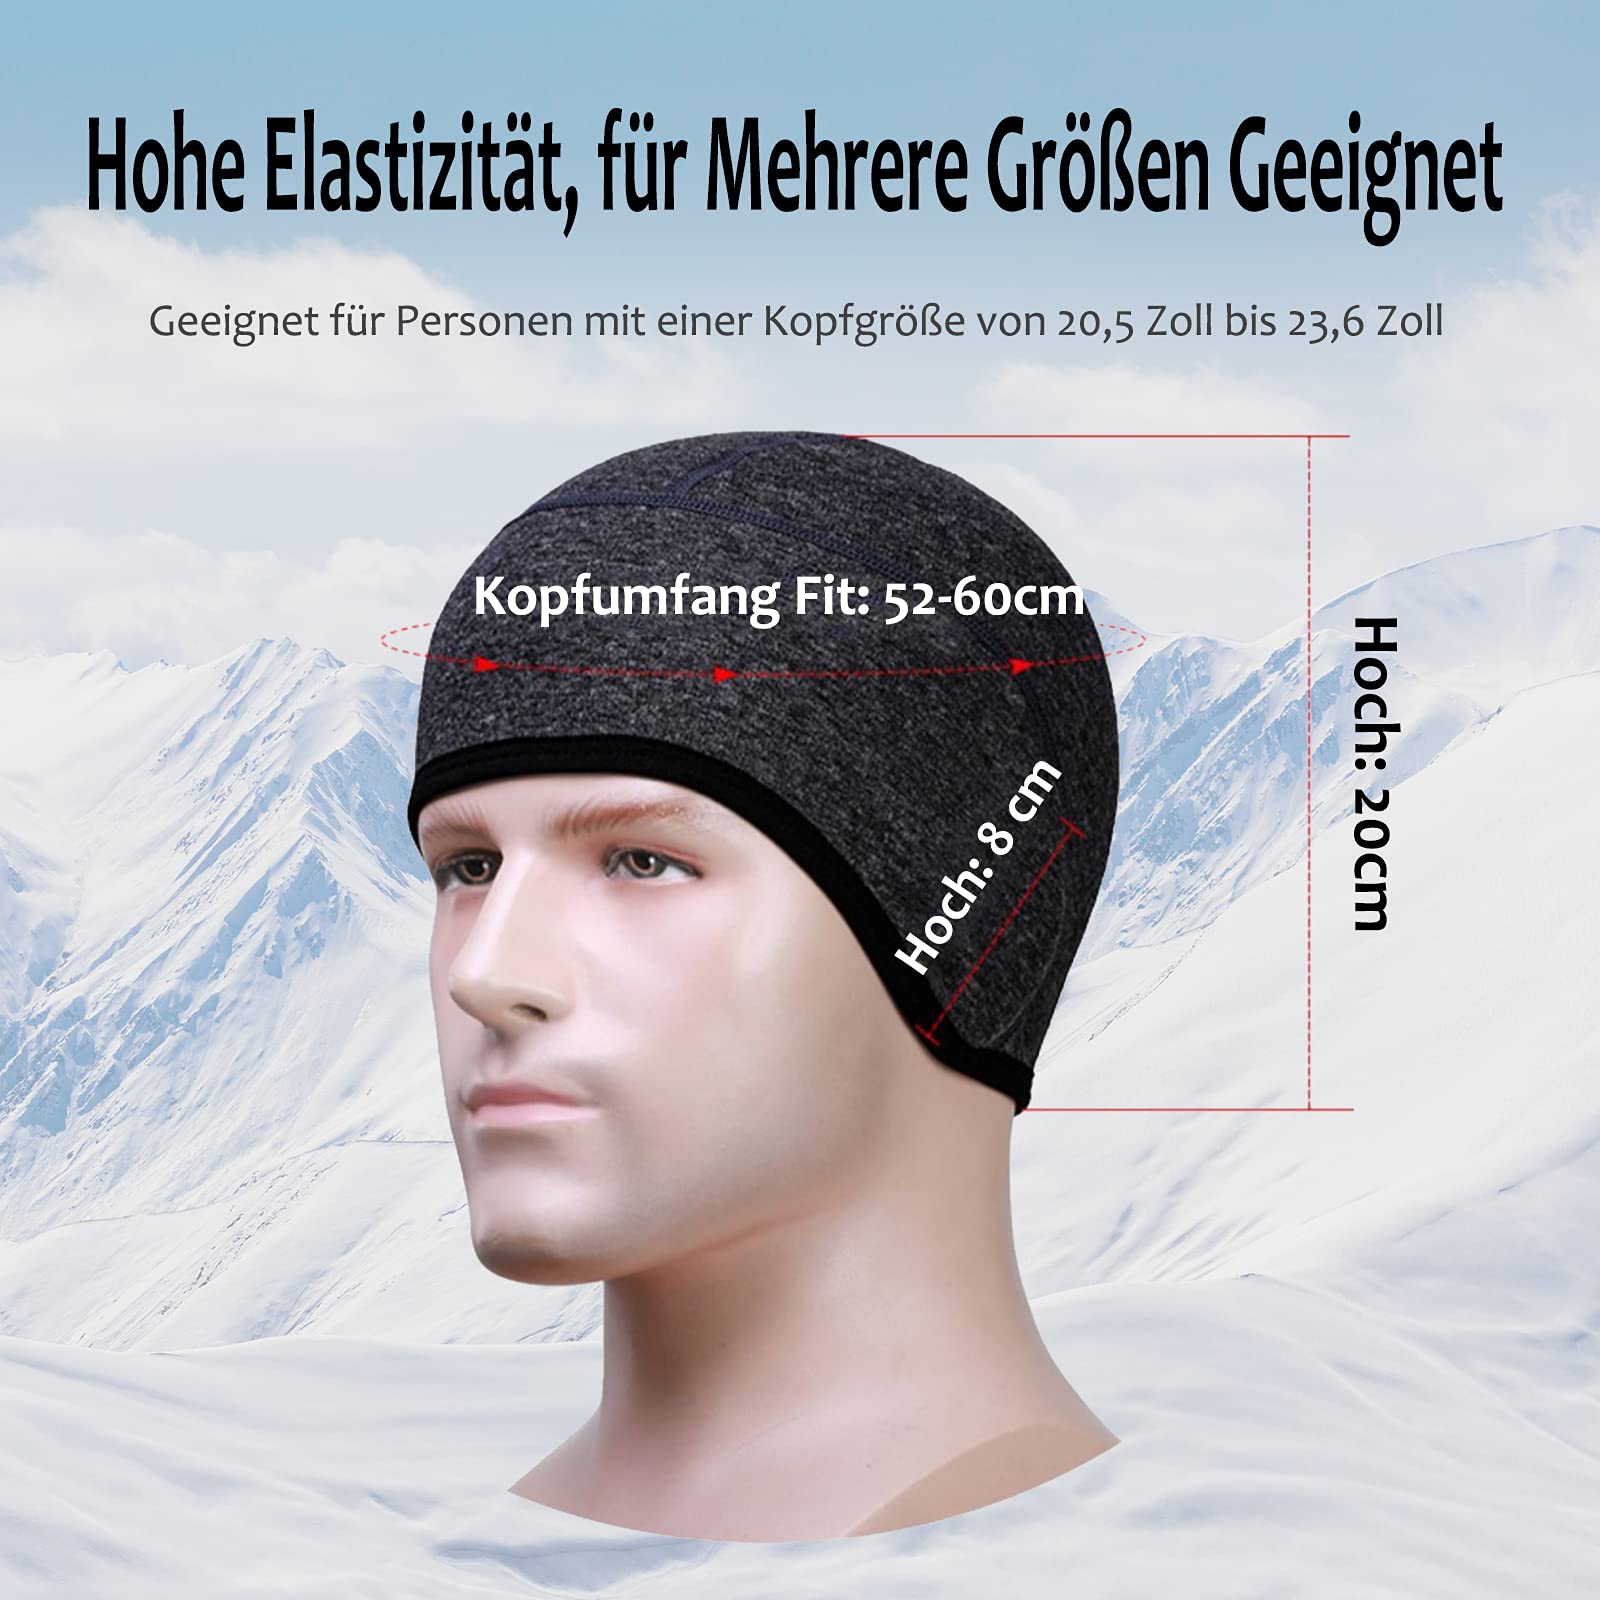 Hohe Elastizität, für Mehrere Größen Geeignet
Geeignet für Personen mit einer Kopfgröße von 20,5 Zoll bis 23,6 Zoll
Kopfumfang Fit: 52-60cm
Hoch: 8 cm
Hoch: 20cm